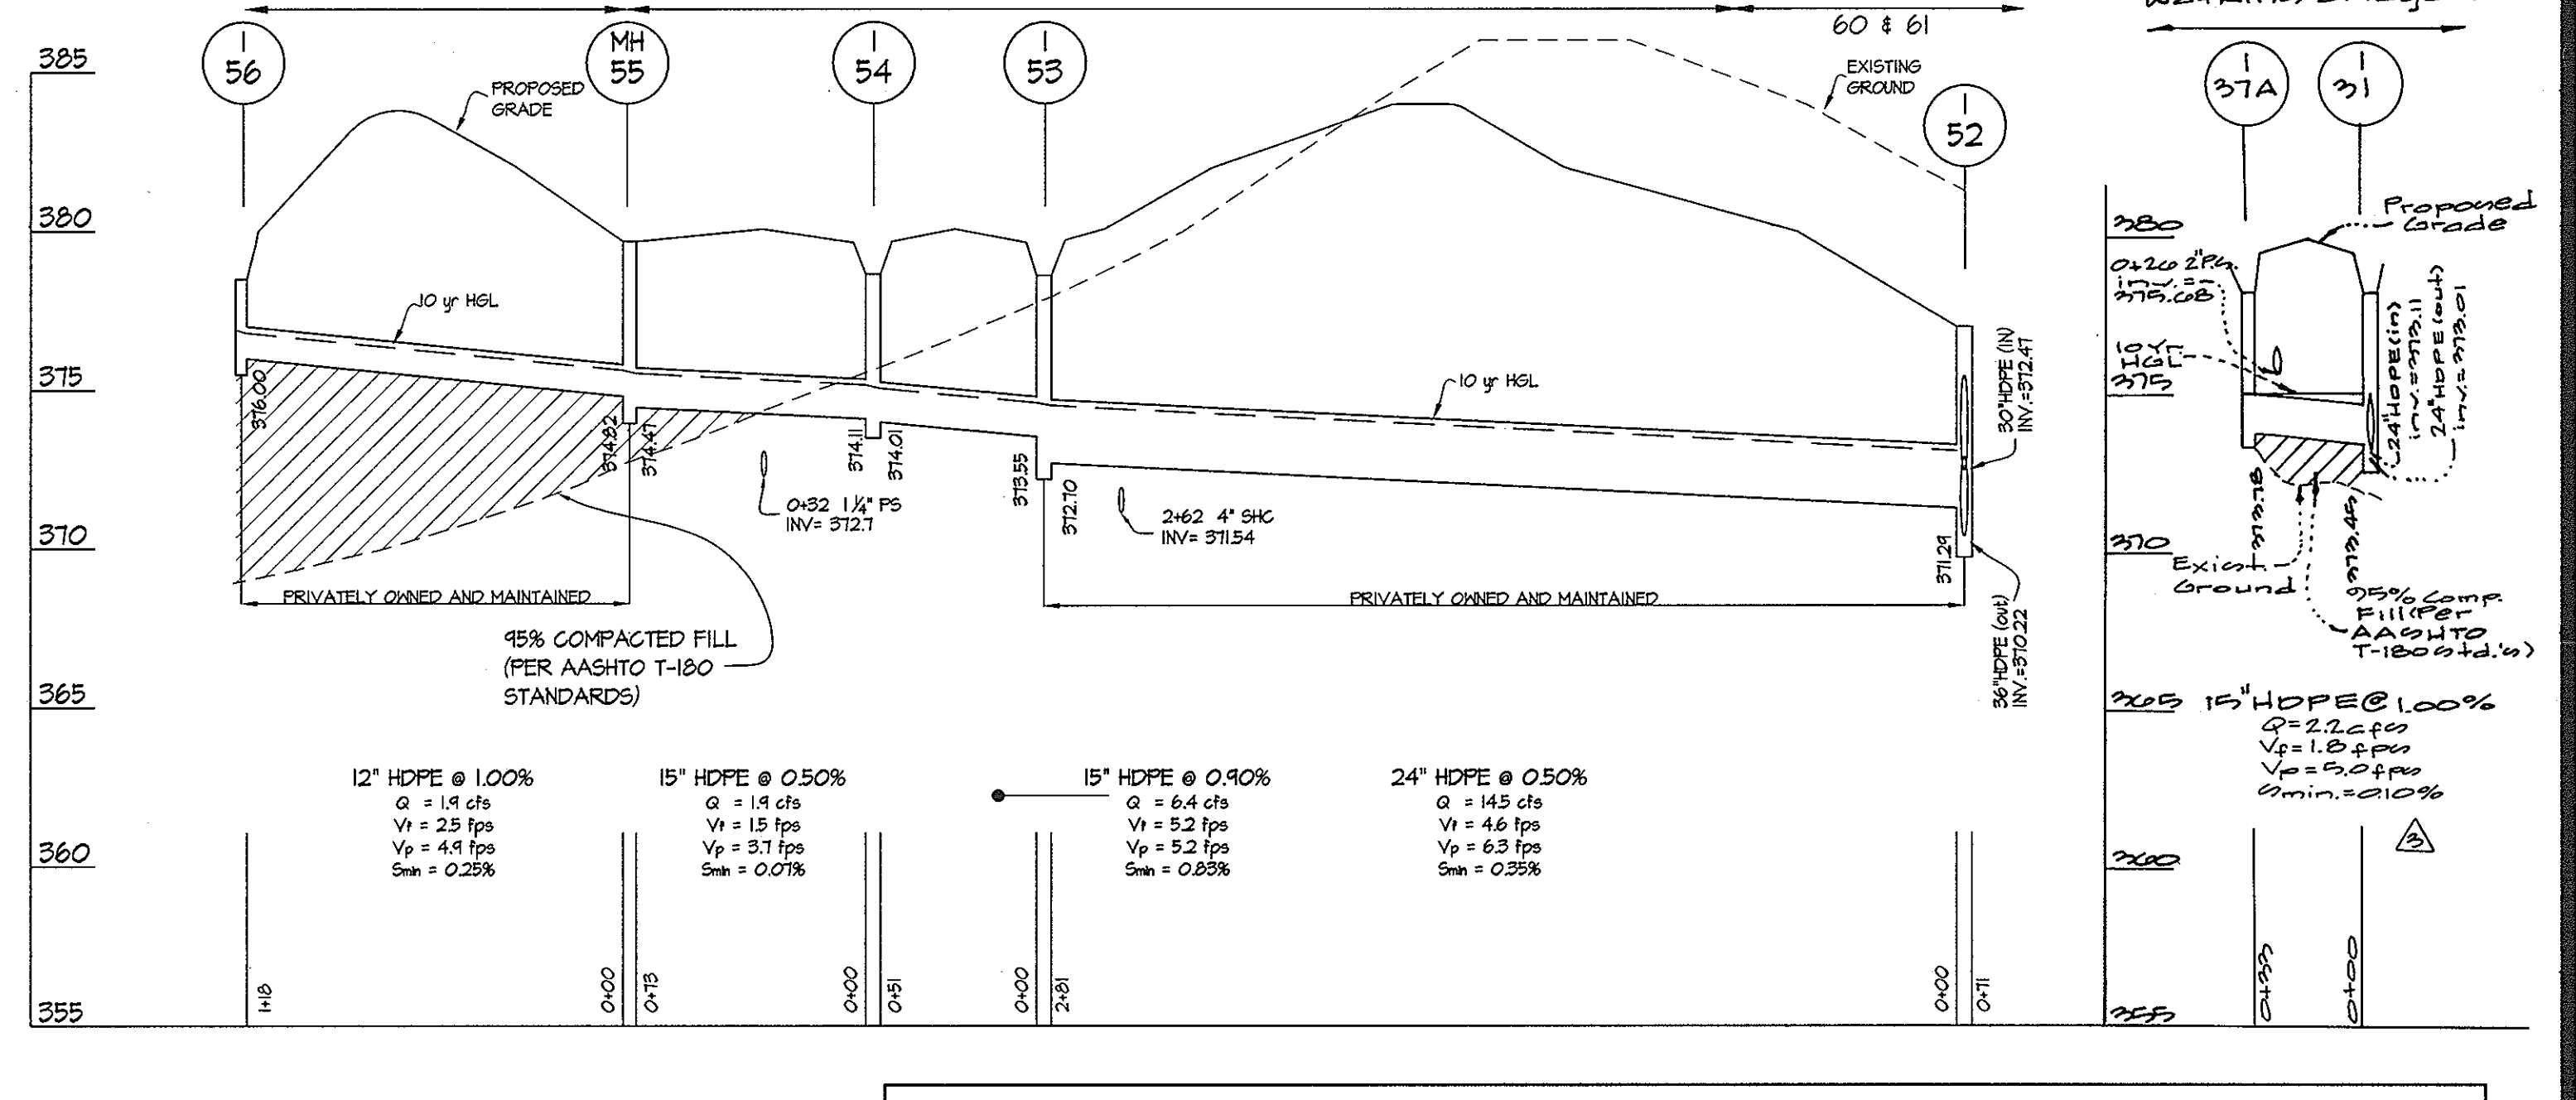 60 & 61
I
56
MH
55
I
54
I
53
I
52
I
37A
I
31
385
380
375
370
365
360
355
PROPOSED
GRADE
EXISTING
GROUND
10 yr HGL
10 yr HGL
376.00
374.82
374.47
374.11
374.01
373.55
372.70
371.29
0+32 1¼" PS
INV= 372.7
2+62 4" SHC
INV= 371.54
30"HDPE (IN)
INV.=372.47
36"HDPE (out)
INV.=370.22
PRIVATELY OWNED AND MAINTAINED
PRIVATELY OWNED AND MAINTAINED
95% COMPACTED FILL
(PER AASHTO T-180
STANDARDS)
12" HDPE @ 1.00%
Q = 1.9 cfs
Vf = 2.5 fps
Vp = 4.9 fps
Smin = 0.25%
15" HDPE @ 0.50%
Q = 1.9 cfs
Vf = 1.5 fps
Vp = 3.7 fps
Smin = 0.07%
15" HDPE @ 0.90%
Q = 6.4 cfs
Vf = 5.2 fps
Vp = 5.2 fps
Smin = 0.83%
24" HDPE @ 0.50%
Q = 14.5 cfs
Vf = 4.6 fps
Vp = 6.3 fps
Smin = 0.35%
1+18
0+00
0+73
0+00
0+51
0+00
2+81
0+00
0+71
380
375
370
365
360
355
Proposed
Grade
0+26 2"P.S.
inv.=
375.68
10 Yr.
HGL
24"HDPE(in)
inv.=373.11
24"HDPE(out)
inv.=373.01
373.78
373.45
Exist.
Ground
95% Comp.
Fill(Per
AASHTO
T-180 Std.'s)
15"HDPE@1.00%
Q=2.2cfs
Vf=1.8fps
Vp=5.0fps
Smin.=0.10%
3
0+33
0+00